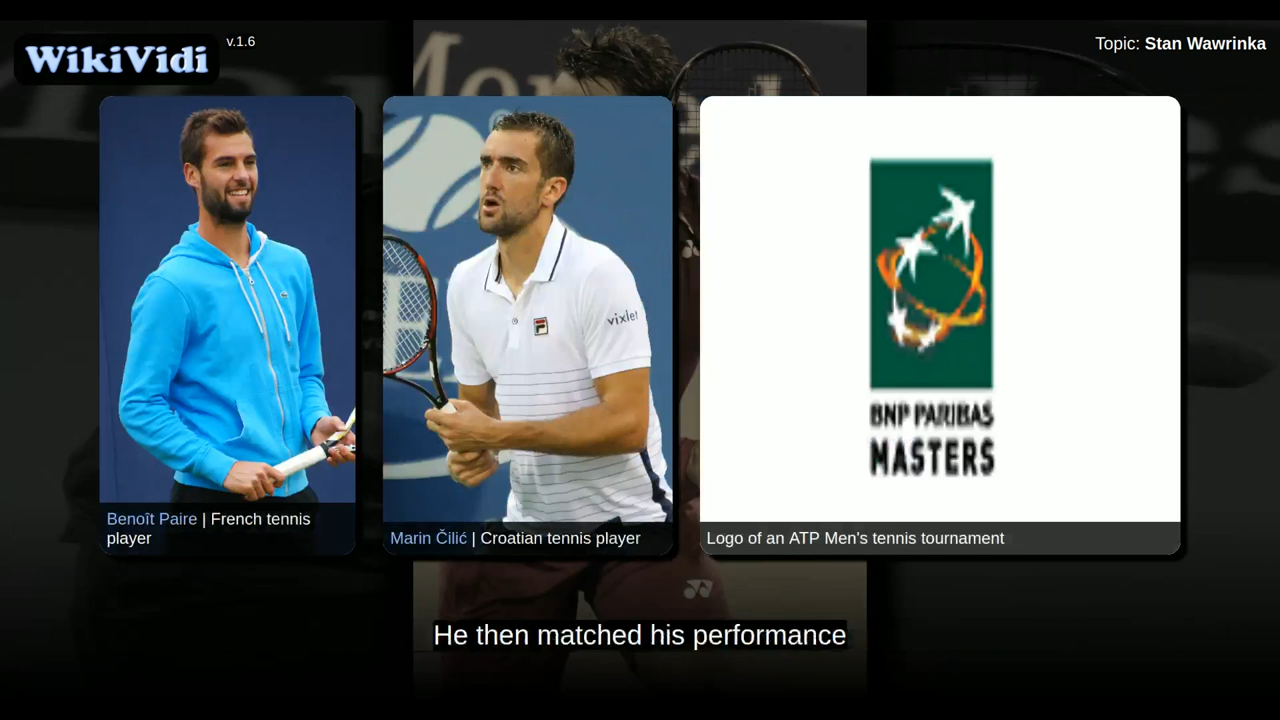 WikiVidi
v.1.6
Topic: Stan Wawrinka
vixlet
BNP PARIBAS
MASTERS
Benoît Paire | French tennis
player
Marin Čilić | Croatian tennis player
Logo of an ATP Men's tennis tournament
He then matched his performance